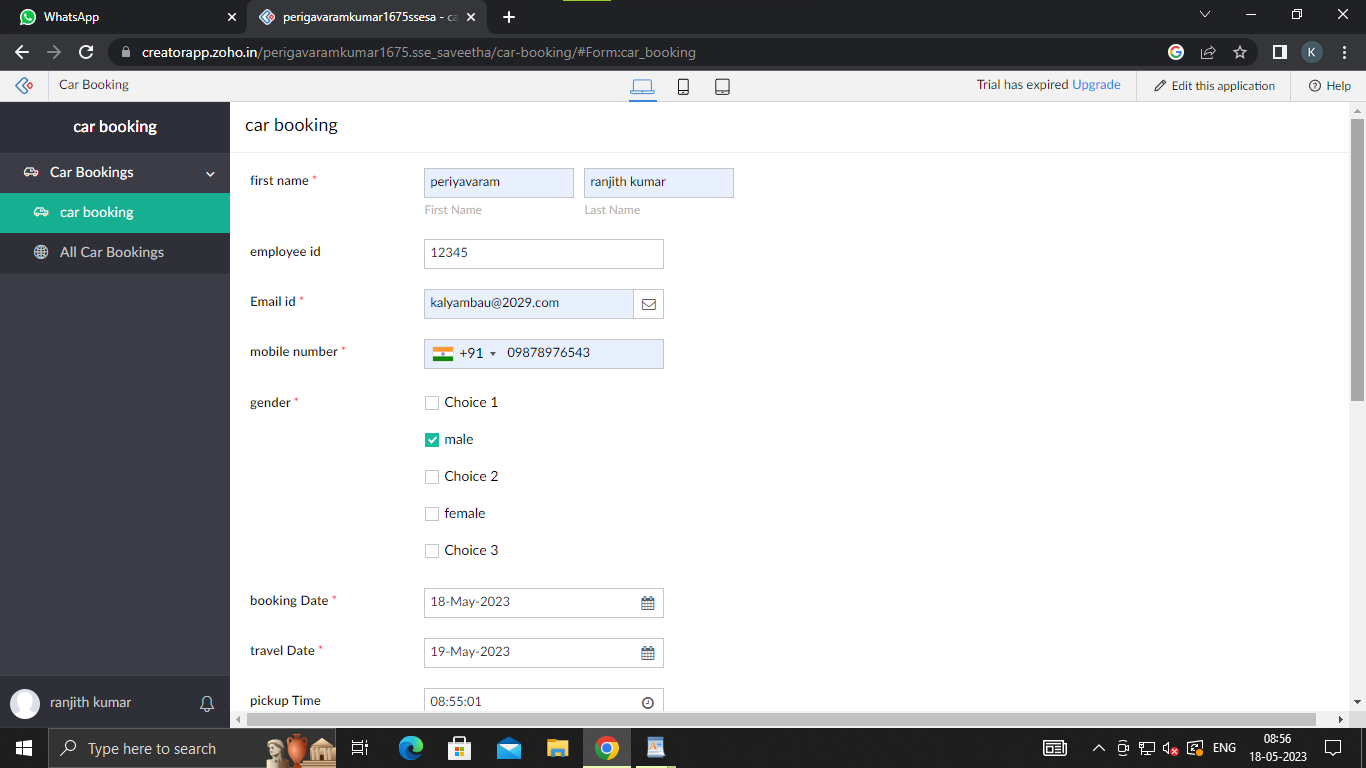 WhatsApp
perigavaramkumar1675ssesa - ca
creatorapp.zoho.in/perigavaramkumar1675.sse_saveetha/car-booking/#Form:car_booking
K
Car Booking
Trial has expired Upgrade
Edit this application
Help
car booking
Car Bookings
car booking
All Car Bookings
ranjith kumar
car booking
first name *
periyavaram
ranjith kumar
First Name
Last Name
employee id
12345
Email id *
kalyambau@2029.com
mobile number *
+91 09878976543
gender *
Choice 1
male
Choice 2
female
Choice 3
booking Date *
18-May-2023
travel Date *
19-May-2023
pickup Time
08:55:01
Type here to search
ENG
08:56
18-05-2023